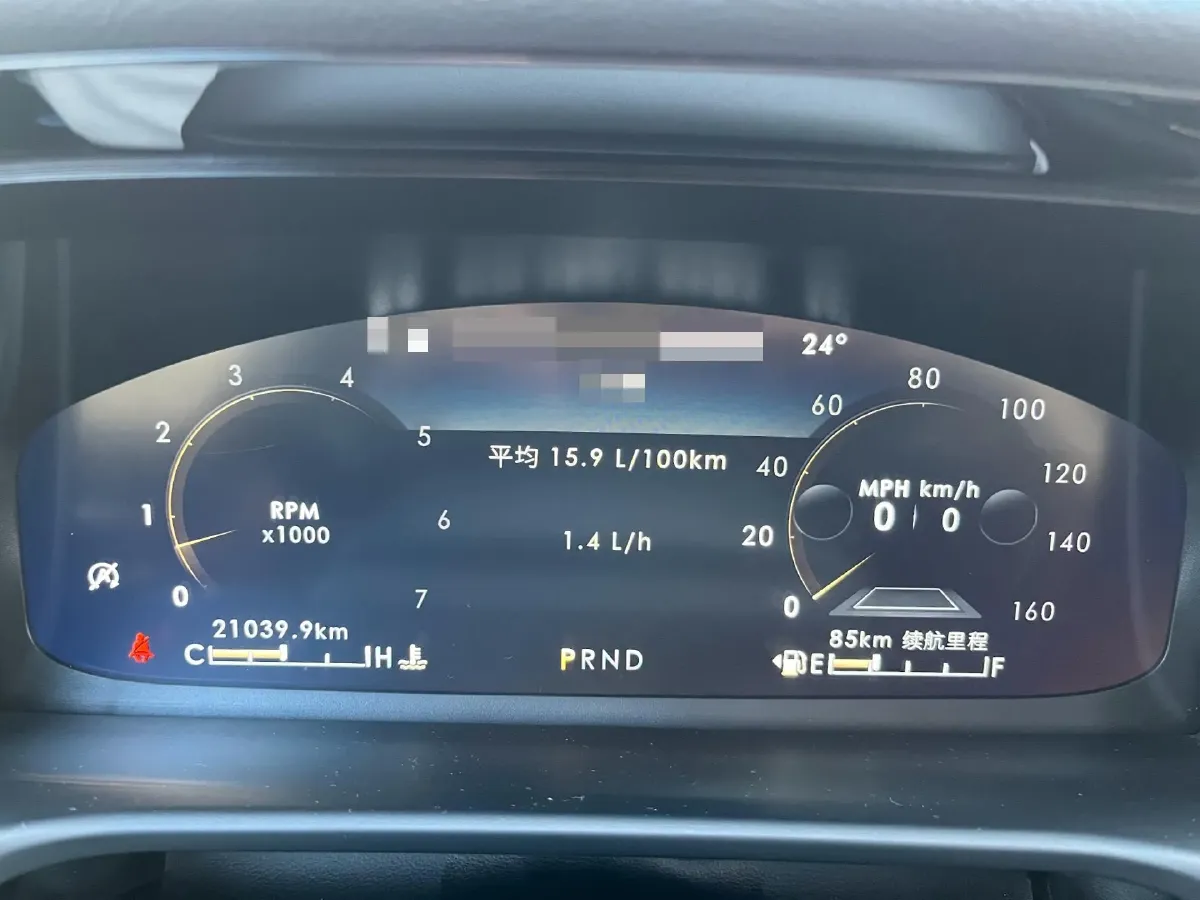 24°
平均 15.9 L/100km
1.4 L/h
0
1
2
3
4
5
6
7
RPM
x1000
0
20
40
60
80
100
120
140
160
MPH km/h
0 | 0
21039.9km
C H
PRND
85km 续航里程
E F